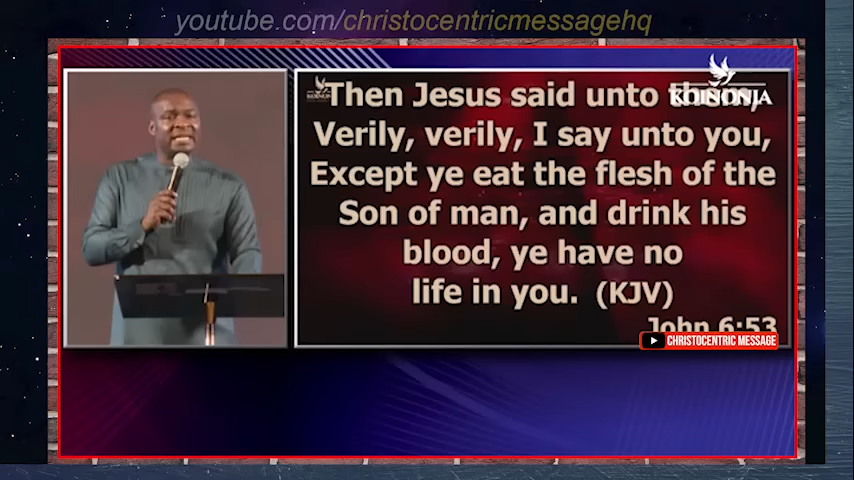 youtube.com/christocentricmessagehq
KOINONIA
Then Jesus said unto
Verily, verily, I say unto you,
Except ye eat the flesh of the
Son of man, and drink his
blood, ye have no
life in you. (KJV)
John 6:53
CHRISTOCENTRIC MESSAGE